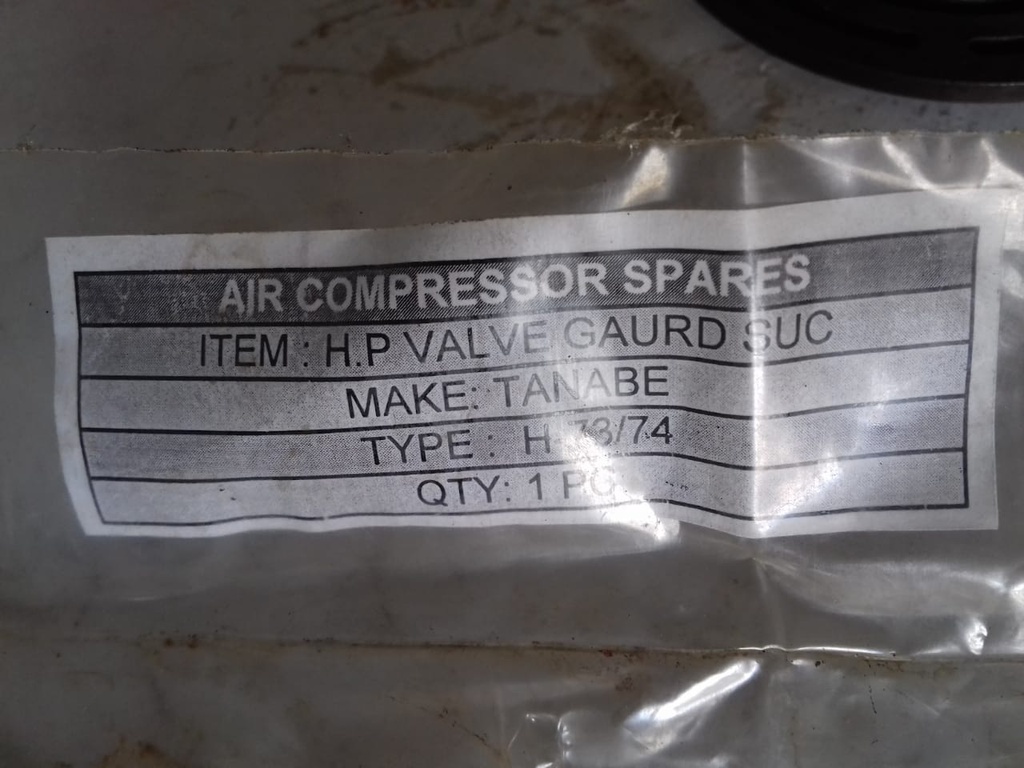 AIR COMPRESSOR SPARES
ITEM : H.P VALVE GAURD SUC
MAKE: TANABE
TYPE : H-73/74
QTY: 1 PC